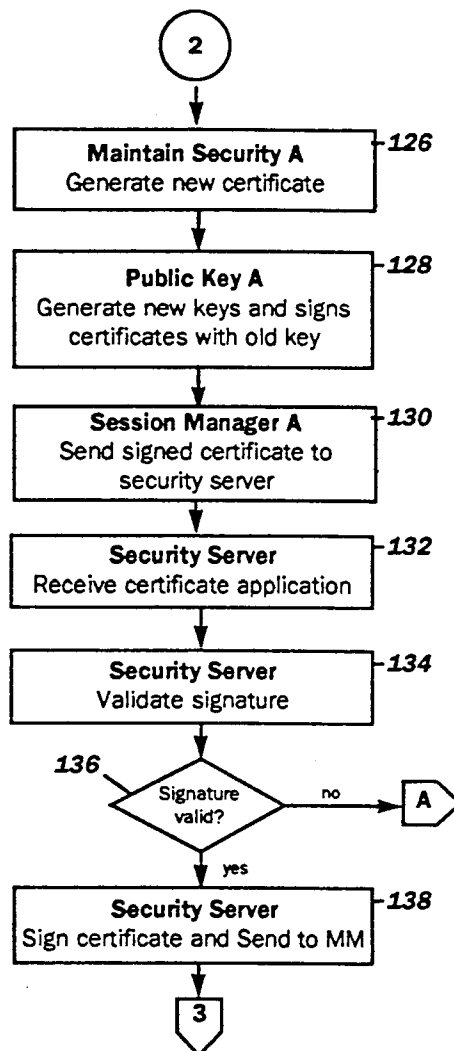 2
Maintain Security A
126
Generate new certificate
Public Key A
128
Generate new keys and signs
certificates with old key
Session Manager A
130
Send signed certificate to
security server
Security Server
132
Receive certificate application
Security Server
134
Validate signature
136
Signature
valid?
no
A
yes
Security Server
138
Sign certificate and Send to MM
3